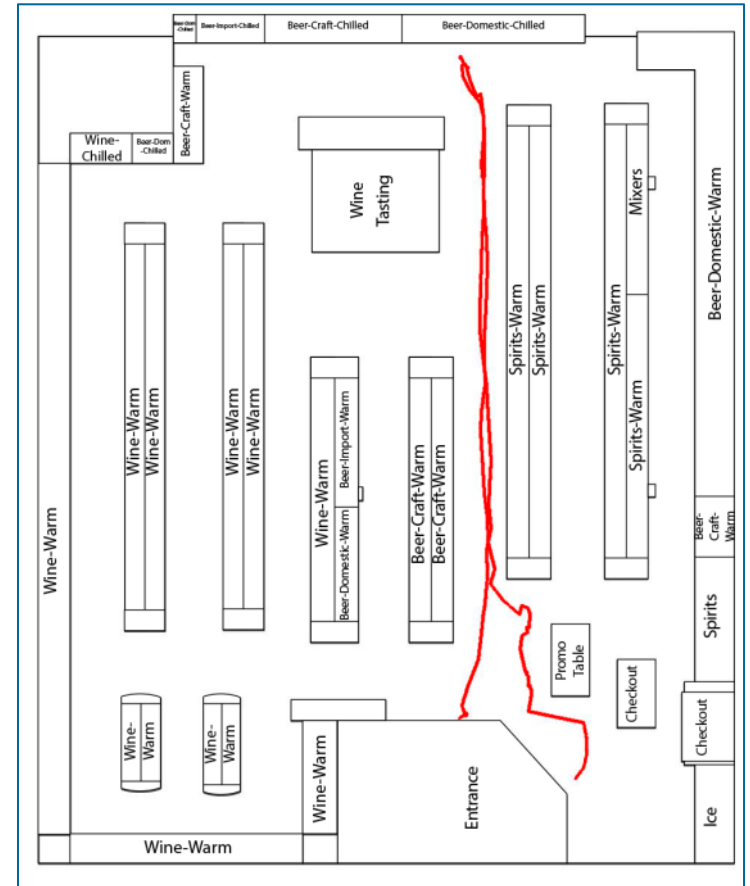 Beer-Dom
-Chilled
Beer-Import-Chilled
Beer-Craft-Chilled
Beer-Domestic-Chilled
Beer-Craft-Warm
Wine-
Chilled
Beer-Dom
-Chilled
Wine
Tasting
Mixers
Spirits-Warm
Spirits-Warm
Spirits-Warm
Spirits-Warm
Beer-Domestic-Warm
Wine-Warm
Wine-Warm
Wine-Warm
Wine-Warm
Wine-Warm
Wine-Warm
Beer-Import-Warm
Beer-Domestic-Warm
Beer-Craft-Warm
Beer-Craft-Warm
Beer-
Craft-
Warm
Spirits
Promo
Table
Checkout
Checkout
Wine-
Warm
Wine-
Warm
Wine-Warm
Entrance
Ice
Wine-Warm